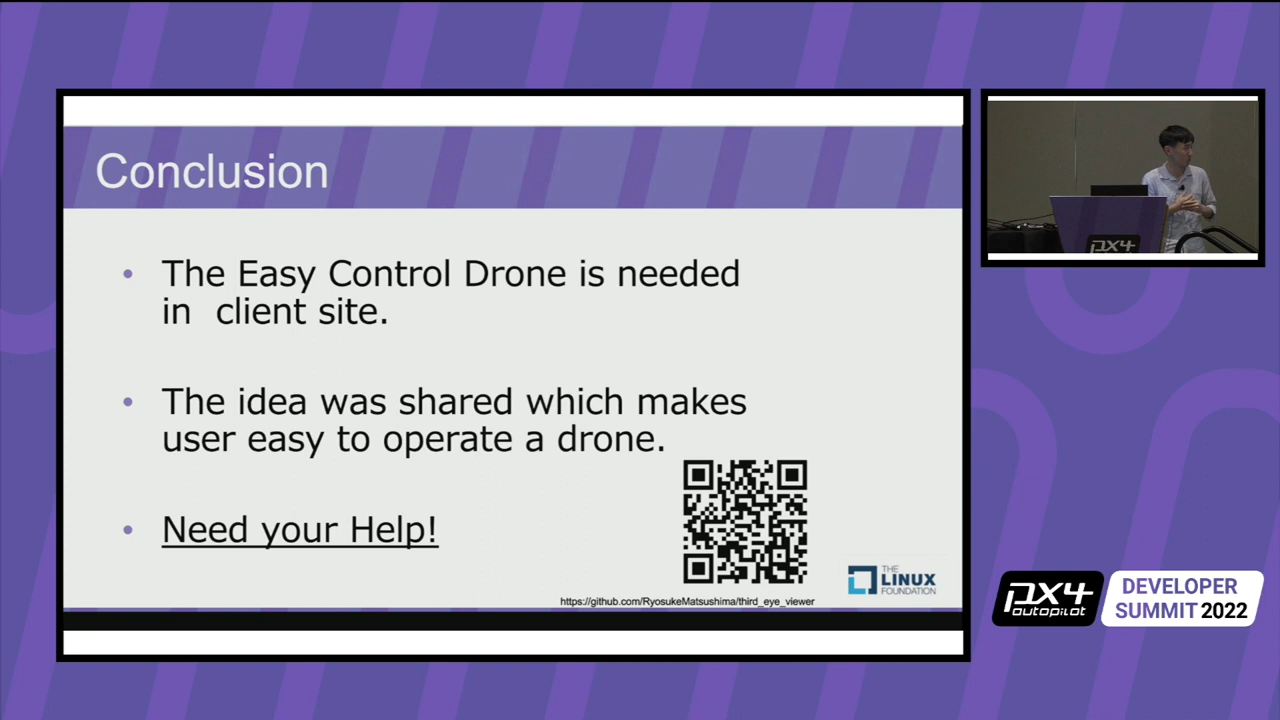 Conclusion
• The Easy Control Drone is needed
in client site.
• The idea was shared which makes
user easy to operate a drone.
• Need your Help!
https://github.com/RyosukeMatsushima/third_eye_viewer
THE
LINUX
FOUNDATION
PX4
PX4
autopilot
DEVELOPER
SUMMIT 2022